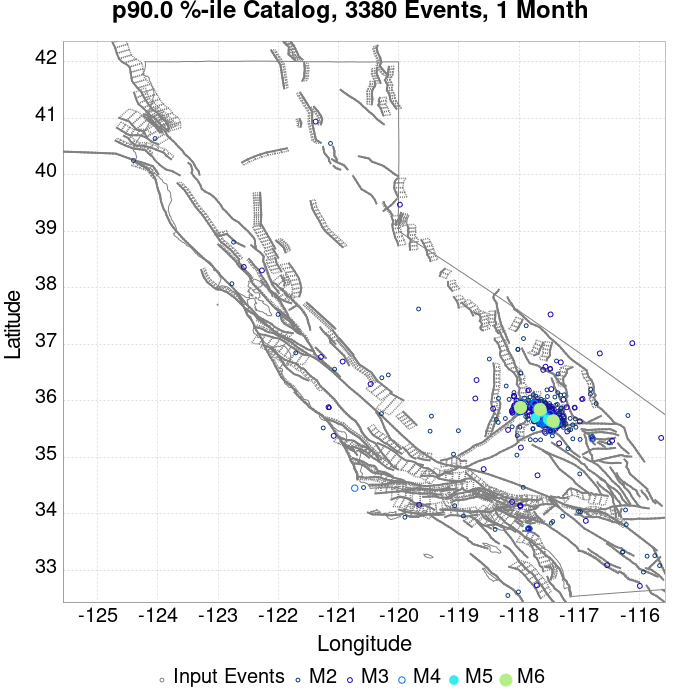 p90.0 %-ile Catalog, 3380 Events, 1 Month
42
41
40
39
38
37
36
35
34
33
Latitude
-125 -124 -123 -122 -121 -120 -119 -118 -117 -116
Longitude
Input Events M2 M3 M4 M5 M6